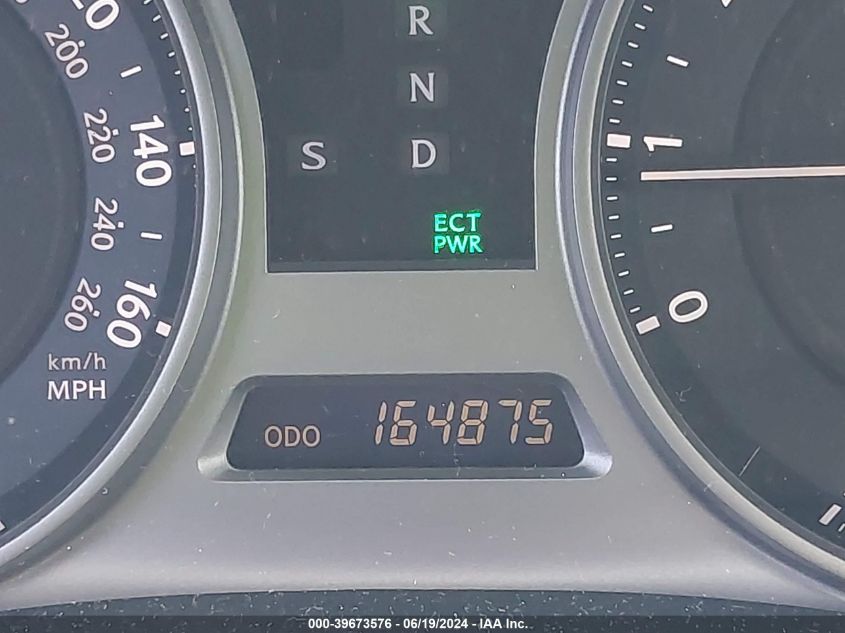 200
220
240
260
140
160
km/h
MPH
R
N
S D
ECT
PWR
ODO 164875
1
0
000-39673576 - 06/19/2024 - IAA Inc.